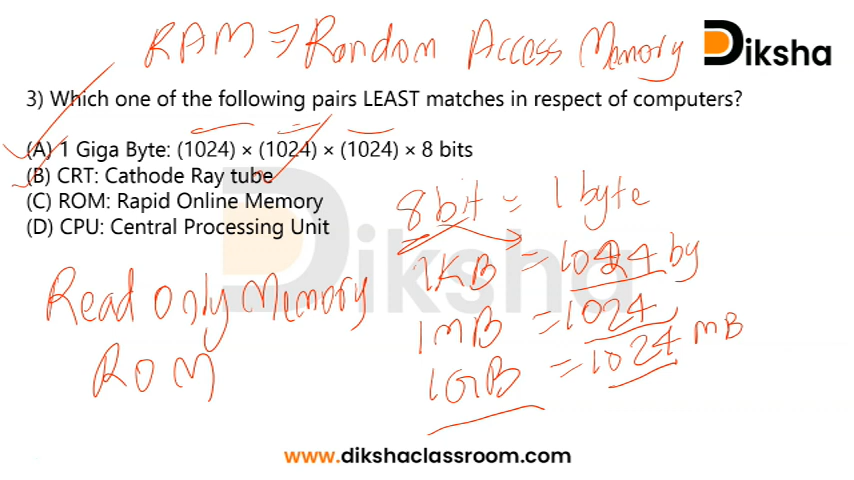 RAM => Random Access Memory
Diksha
3) Which one of the following pairs LEAST matches in respect of computers?
(A) 1 Giga Byte: (1024) × (1024) × (1024) × 8 bits
(B) CRT: Cathode Ray tube
(C) ROM: Rapid Online Memory
(D) CPU: Central Processing Unit
8 bit = 1 byte
1KB = 1024 by
1MB = 1024
1GB = 1024 MB
Read Only Memory
ROM
Diksha
www.dikshaclassroom.com